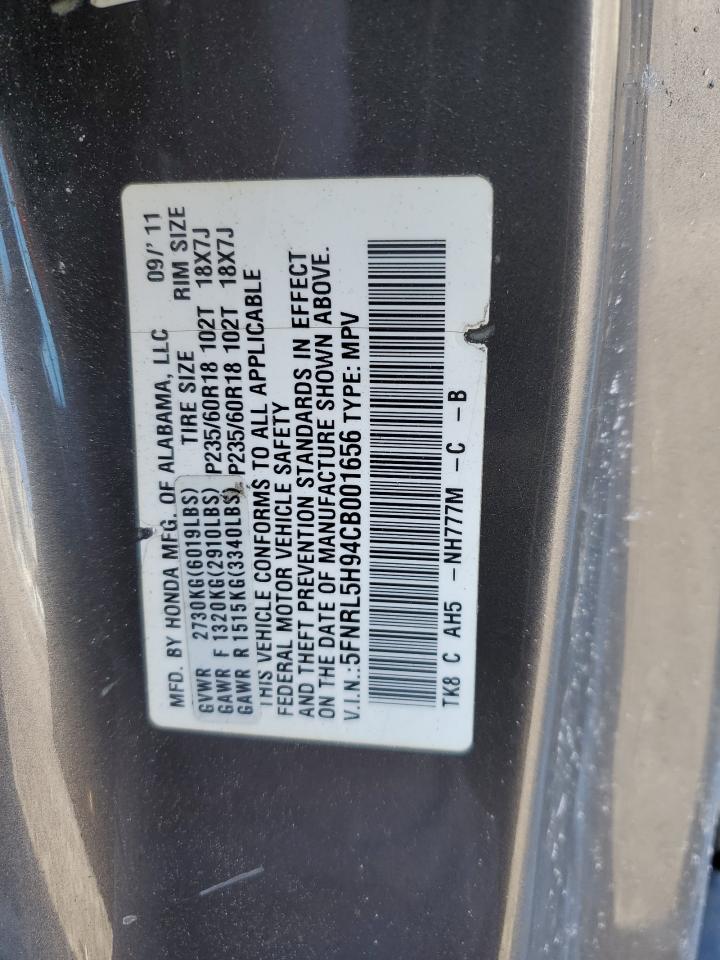 MFD. BY HONDA MFG. OF ALABAMA, LLC 09/'11
TIRE SIZE RIM SIZE
GVWR 2730KG(6019LBS)
GAWR F 1320KG(2910LBS) P235/60R18 102T 18X7J
GAWR R 1515KG(3340LBS) P235/60R18 102T 18X7J
THIS VEHICLE CONFORMS TO ALL APPLICABLE
FEDERAL MOTOR VEHICLE SAFETY
AND THEFT PREVENTION STANDARDS IN EFFECT
ON THE DATE OF MANUFACTURE SHOWN ABOVE.
V.I.N.:5FNRL5H94CB001656 TYPE: MPV
TK8 C AH5 -NH777M -C -B